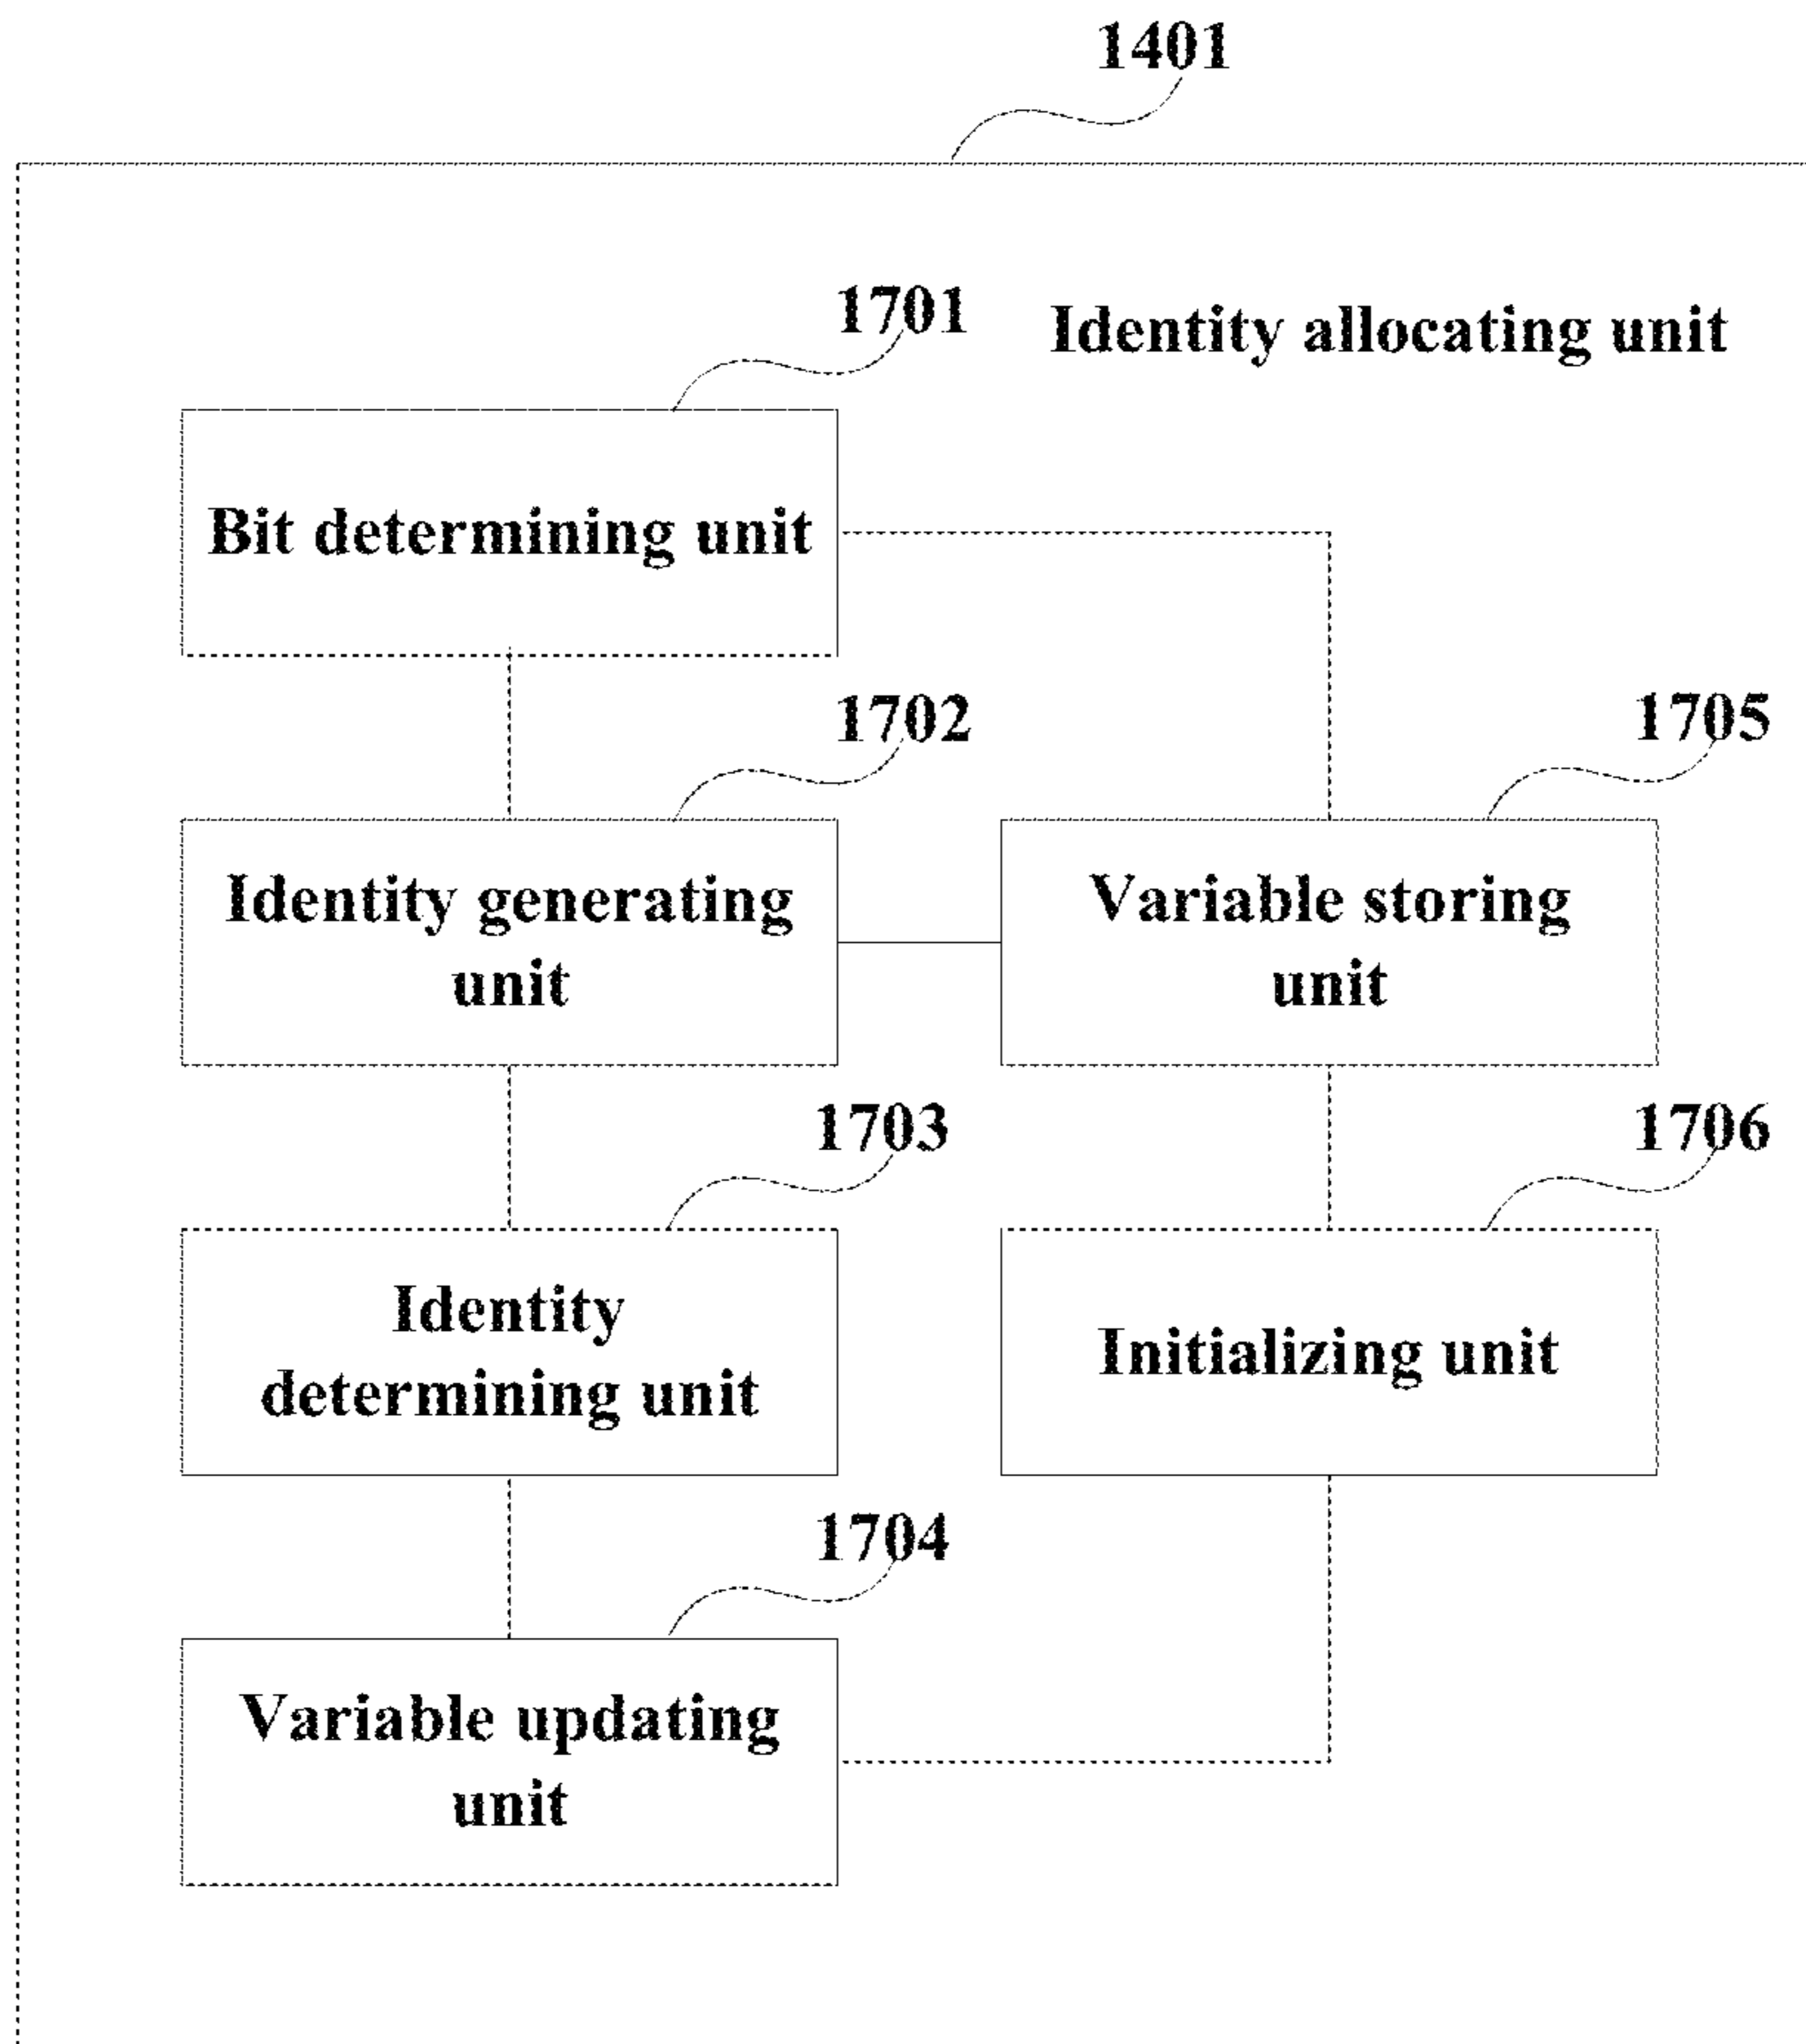 1401
1701
Identity allocating unit
Bit determining unit
1702
1705
Identity generating
unit
Variable storing
unit
1703
1706
Identity
determining unit
Initializing unit
1704
Variable updating
unit